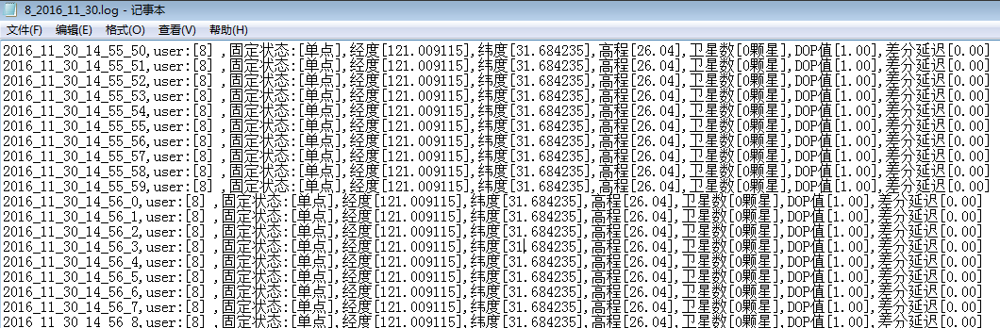 8_2016_11_30.log - 记事本
文件(F) 编辑(E) 格式(O) 查看(V) 帮助(H)
2016_11_30_14_55_50,user:[8] ,固定状态:[单点],经度[121.009115],纬度[31.684235],高程[26.04],卫星数[0颗星],DOP值[1.00],差分延迟[0.00]
2016_11_30_14_55_51,user:[8] ,固定状态:[单点],经度[121.009115],纬度[31.684235],高程[26.04],卫星数[0颗星],DOP值[1.00],差分延迟[0.00]
2016_11_30_14_55_52,user:[8] ,固定状态:[单点],经度[121.009115],纬度[31.684235],高程[26.04],卫星数[0颗星],DOP值[1.00],差分延迟[0.00]
2016_11_30_14_55_53,user:[8] ,固定状态:[单点],经度[121.009115],纬度[31.684235],高程[26.04],卫星数[0颗星],DOP值[1.00],差分延迟[0.00]
2016_11_30_14_55_54,user:[8] ,固定状态:[单点],经度[121.009115],纬度[31.684235],高程[26.04],卫星数[0颗星],DOP值[1.00],差分延迟[0.00]
2016_11_30_14_55_55,user:[8] ,固定状态:[单点],经度[121.009115],纬度[31.684235],高程[26.04],卫星数[0颗星],DOP值[1.00],差分延迟[0.00]
2016_11_30_14_55_56,user:[8] ,固定状态:[单点],经度[121.009115],纬度[31.684235],高程[26.04],卫星数[0颗星],DOP值[1.00],差分延迟[0.00]
2016_11_30_14_55_57,user:[8] ,固定状态:[单点],经度[121.009115],纬度[31.684235],高程[26.04],卫星数[0颗星],DOP值[1.00],差分延迟[0.00]
2016_11_30_14_55_58,user:[8] ,固定状态:[单点],经度[121.009115],纬度[31.684235],高程[26.04],卫星数[0颗星],DOP值[1.00],差分延迟[0.00]
2016_11_30_14_55_59,user:[8] ,固定状态:[单点],经度[121.009115],纬度[31.684235],高程[26.04],卫星数[0颗星],DOP值[1.00],差分延迟[0.00]
2016_11_30_14_56_0,user:[8] ,固定状态:[单点],经度[121.009115],纬度[31.684235],高程[26.04],卫星数[0颗星],DOP值[1.00],差分延迟[0.00]
2016_11_30_14_56_1,user:[8] ,固定状态:[单点],经度[121.009115],纬度[31.684235],高程[26.04],卫星数[0颗星],DOP值[1.00],差分延迟[0.00]
2016_11_30_14_56_2,user:[8] ,固定状态:[单点],经度[121.009115],纬度[31.684235],高程[26.04],卫星数[0颗星],DOP值[1.00],差分延迟[0.00]
2016_11_30_14_56_3,user:[8] ,固定状态:[单点],经度[121.009115],纬度[31.684235],高程[26.04],卫星数[0颗星],DOP值[1.00],差分延迟[0.00]
2016_11_30_14_56_4,user:[8] ,固定状态:[单点],经度[121.009115],纬度[31.684235],高程[26.04],卫星数[0颗星],DOP值[1.00],差分延迟[0.00]
2016_11_30_14_56_5,user:[8] ,固定状态:[单点],经度[121.009115],纬度[31.684235],高程[26.04],卫星数[0颗星],DOP值[1.00],差分延迟[0.00]
2016_11_30_14_56_6,user:[8] ,固定状态:[单点],经度[121.009115],纬度[31.684235],高程[26.04],卫星数[0颗星],DOP值[1.00],差分延迟[0.00]
2016_11_30_14_56_7,user:[8] ,固定状态:[单点],经度[121.009115],纬度[31.684235],高程[26.04],卫星数[0颗星],DOP值[1.00],差分延迟[0.00]
2016_11_30_14_56_8,user:[8] ,固定状态:[单点],经度[121.009115],纬度[31.684235],高程[26.04],卫星数[0颗星],DOP值[1.00],差分延迟[0.00]